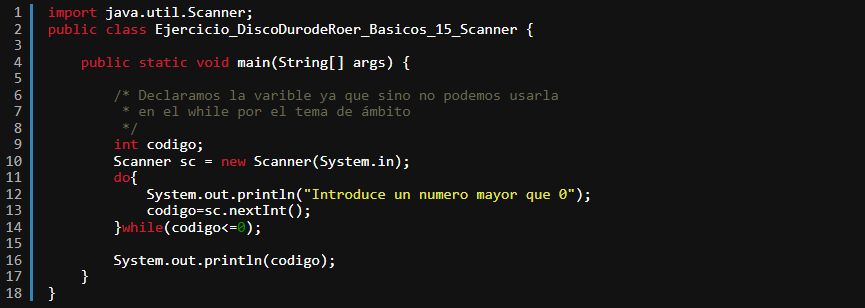 1 import java.util.Scanner;
2 public class Ejercicio_DiscoDurodeRoer_Basicos_15_Scanner {
3
4     public static void main(String[] args) {
5
6         /* Declaramos la varible ya que sino no podemos usarla
7          * en el while por el tema de ámbito
8          */
9         int codigo;
10         Scanner sc = new Scanner(System.in);
11         do{
12             System.out.println("Introduce un numero mayor que 0");
13             codigo=sc.nextInt();
14         }while(codigo<=0);
15
16         System.out.println(codigo);
17     }
18 }